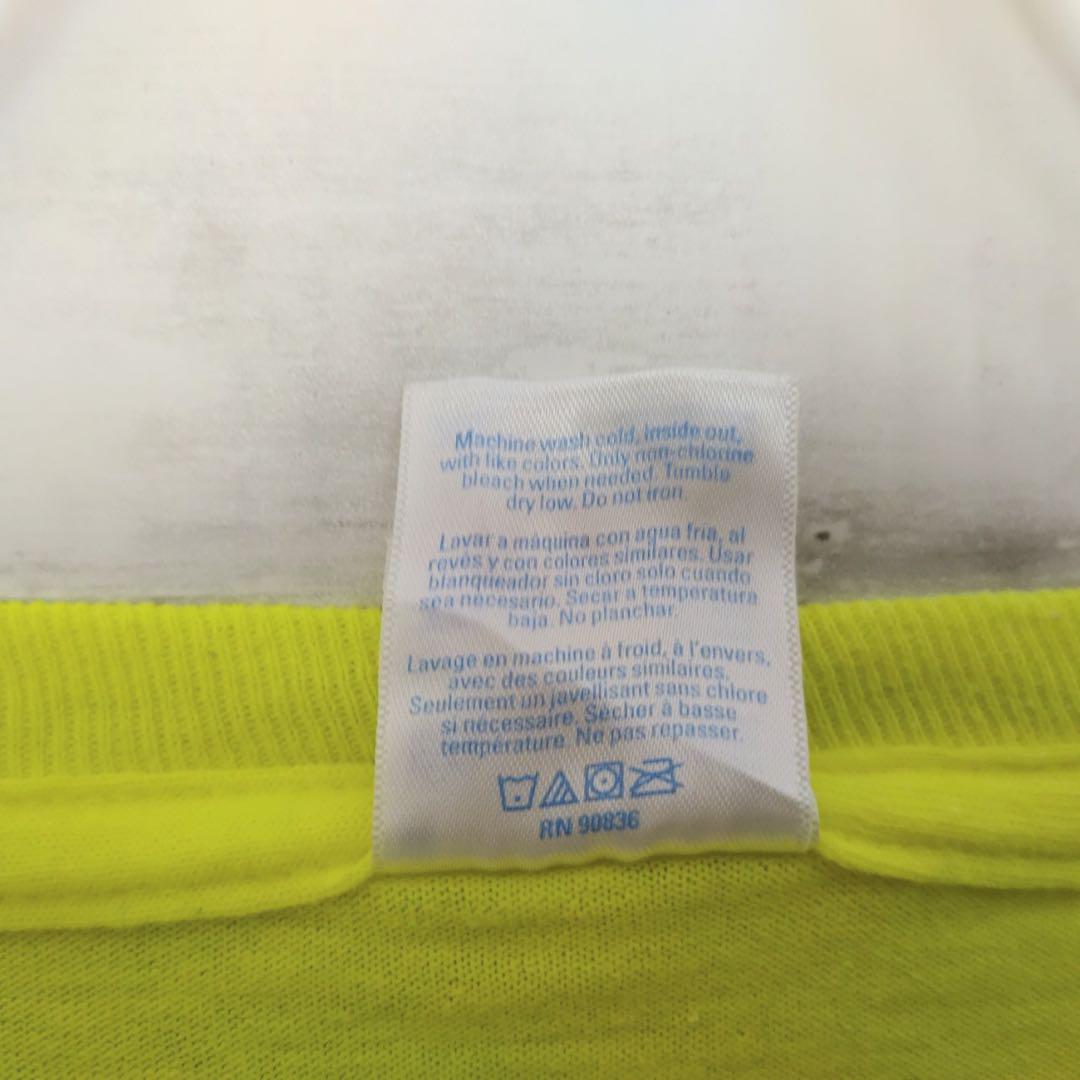 Machine wash cold, inside out,
with like colors. Only non-chlorine
bleach when needed. Tumble
dry low. Do not iron.
Lavar a máquina con agua fría, al
revés y con colores similares. Usar
blanqueador sin cloro solo cuando
sea necesario. Secar a temperatura
baja. No planchar.
Lavage en machine à froid, à l'envers,
avec des couleurs similaires.
Seulement un javellisant sans chlore
si nécessaire. Sécher à basse
température. Ne pas repasser.
RN 90836